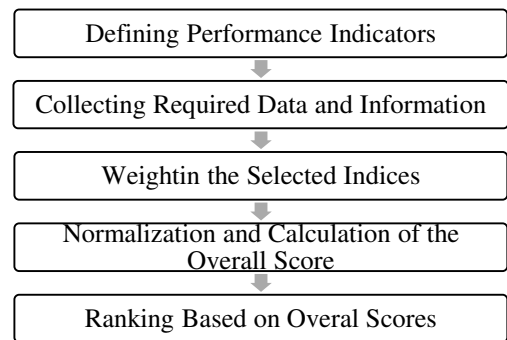 Defining Performance Indicators
Collecting Required Data and Information
Weightin the Selected Indices
Normalization and Calculation of the
Overall Score
Ranking Based on Overal Scores